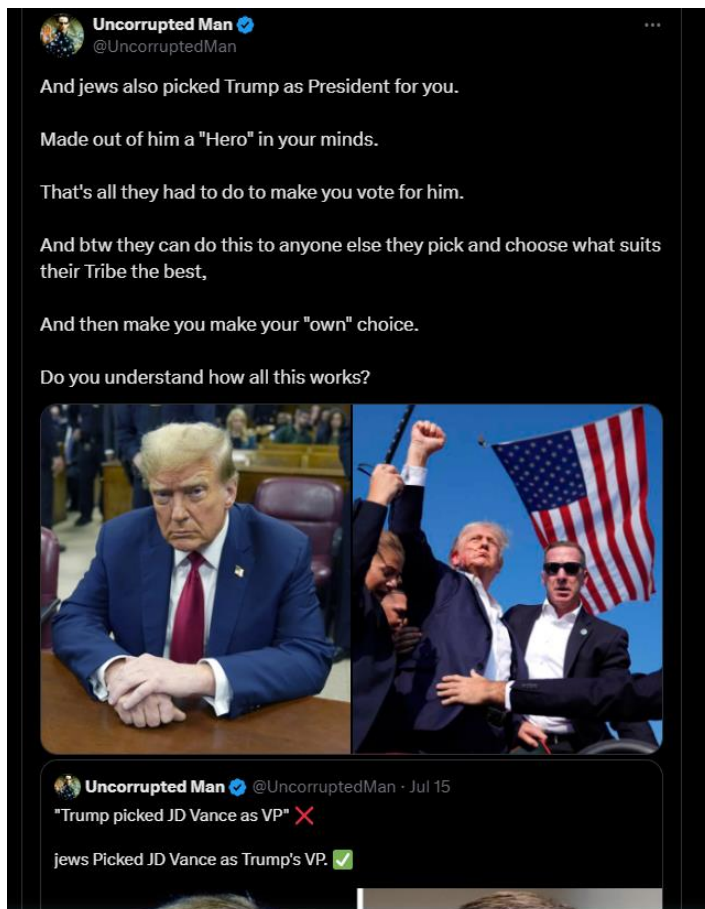 Uncorrupted Man
@UncorruptedMan
And jews also picked Trump as President for you.
Made out of him a "Hero" in your minds.
That's all they had to do to make you vote for him.
And btw they can do this to anyone else they pick and choose what suits
their Tribe the best,
And then make you make your "own" choice.
Do you understand how all this works?
Uncorrupted Man @UncorruptedMan · Jul 15
"Trump picked JD Vance as VP" ❌
jews Picked JD Vance as Trump's VP. ✅